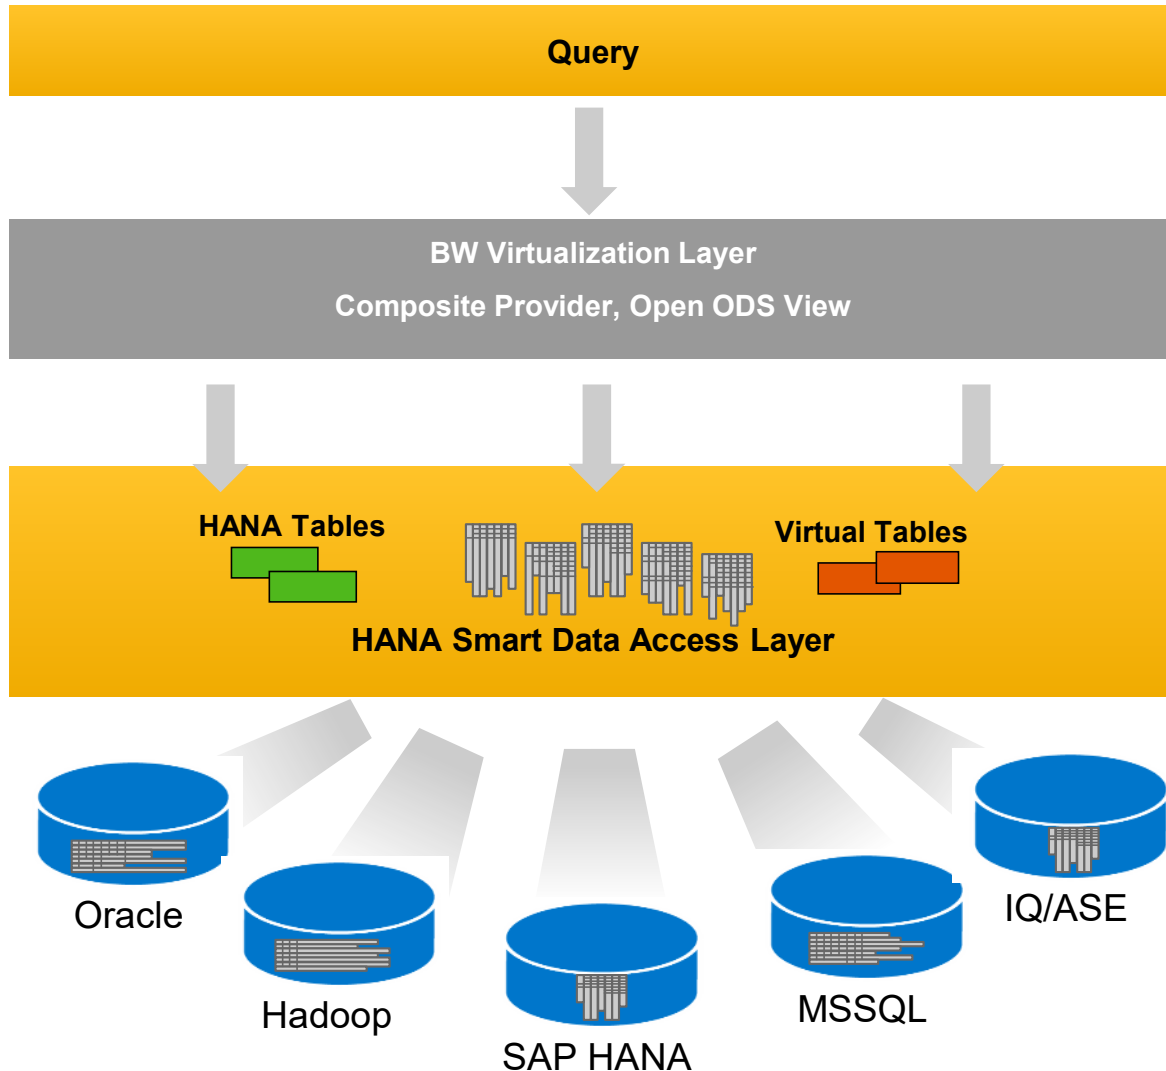 Query
BW Virtualization Layer
Composite Provider, Open ODS View
HANA Tables
Virtual Tables
HANA Smart Data Access Layer
Oracle
Hadoop
SAP HANA
MSSQL
IQ/ASE